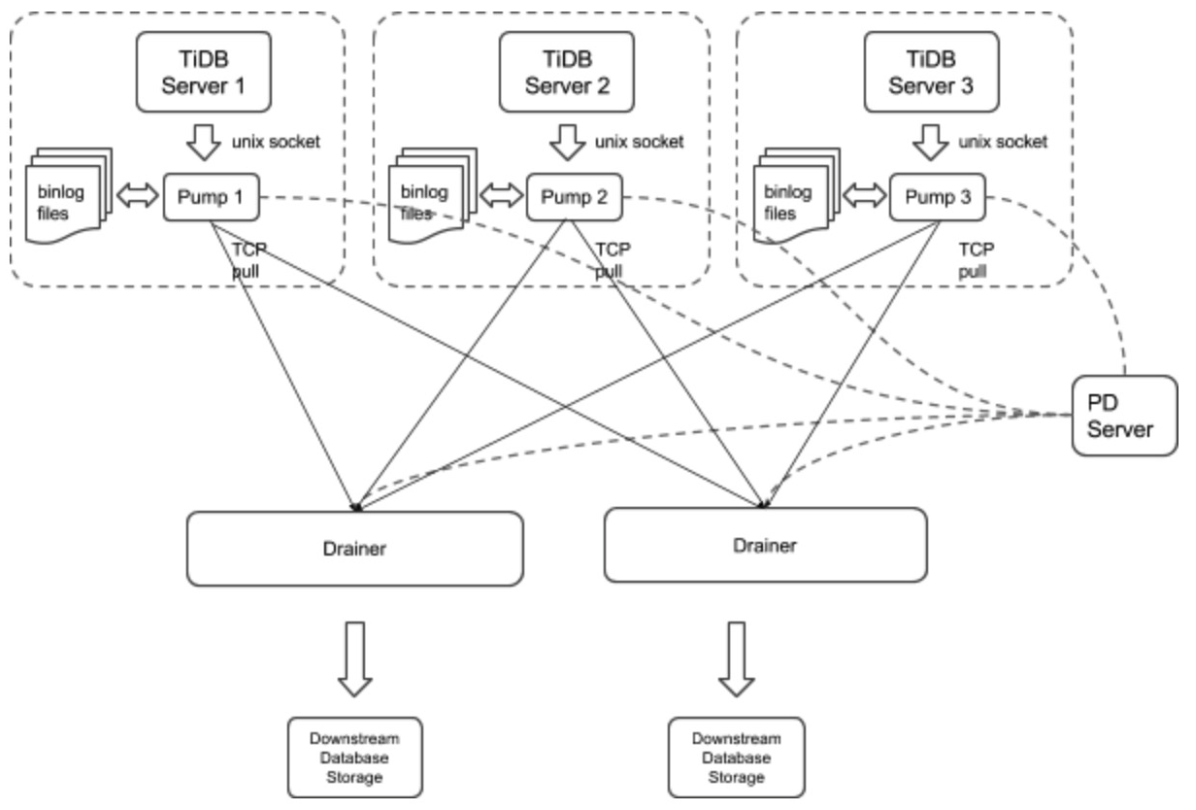 TiDB
Server 1
TiDB
Server 2
TiDB
Server 3
unix socket
unix socket
unix socket
binlog
files
Pump 1
binlog
files
Pump 2
binlog
files
Pump 3
TCP
pull
TCP
pull
TCP
pull
PD
Server
Drainer
Drainer
Downstream
Database
Storage
Downstream
Database
Storage